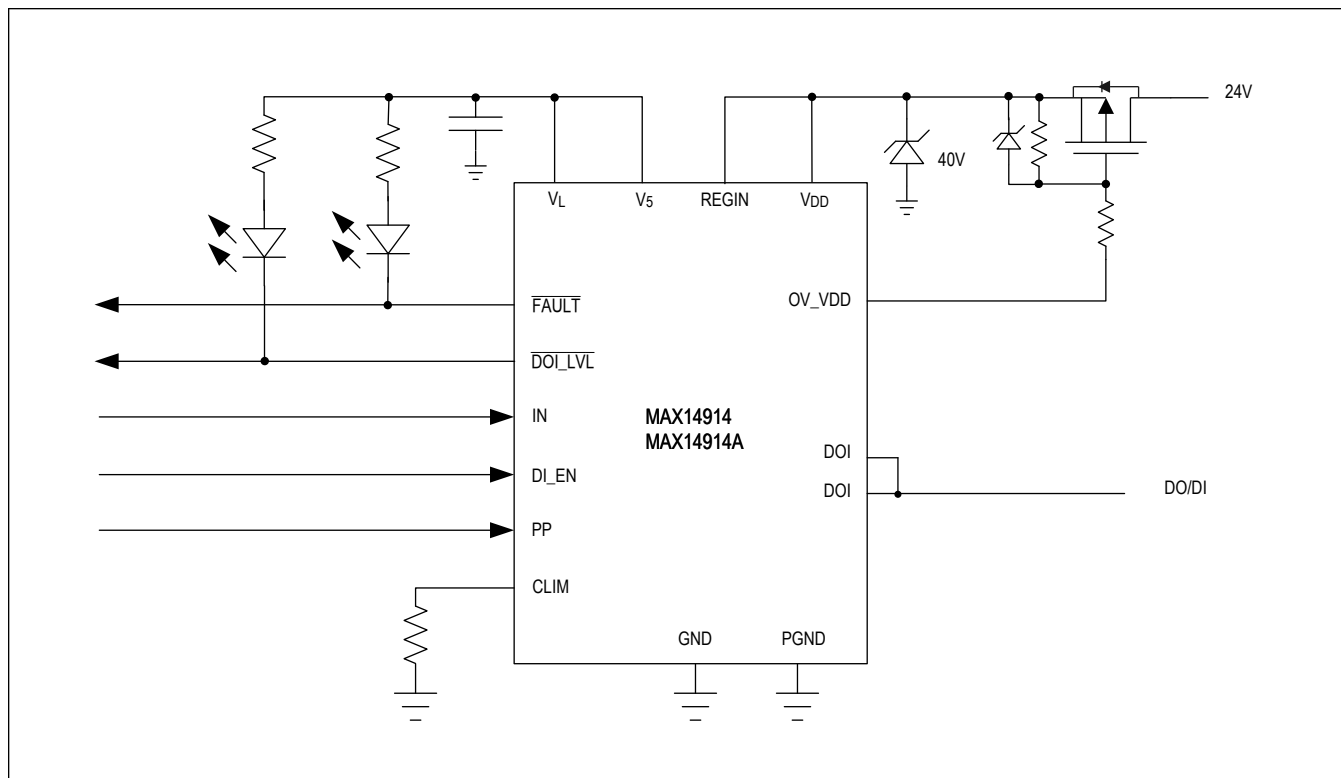 24V
40V
VL
V5
REGIN
VDD
FAULT
OV_VDD
DOI_LVL
IN
MAX14914
MAX14914A
DI_EN
DOI
DOI
DO/DI
PP
CLIM
GND
PGND